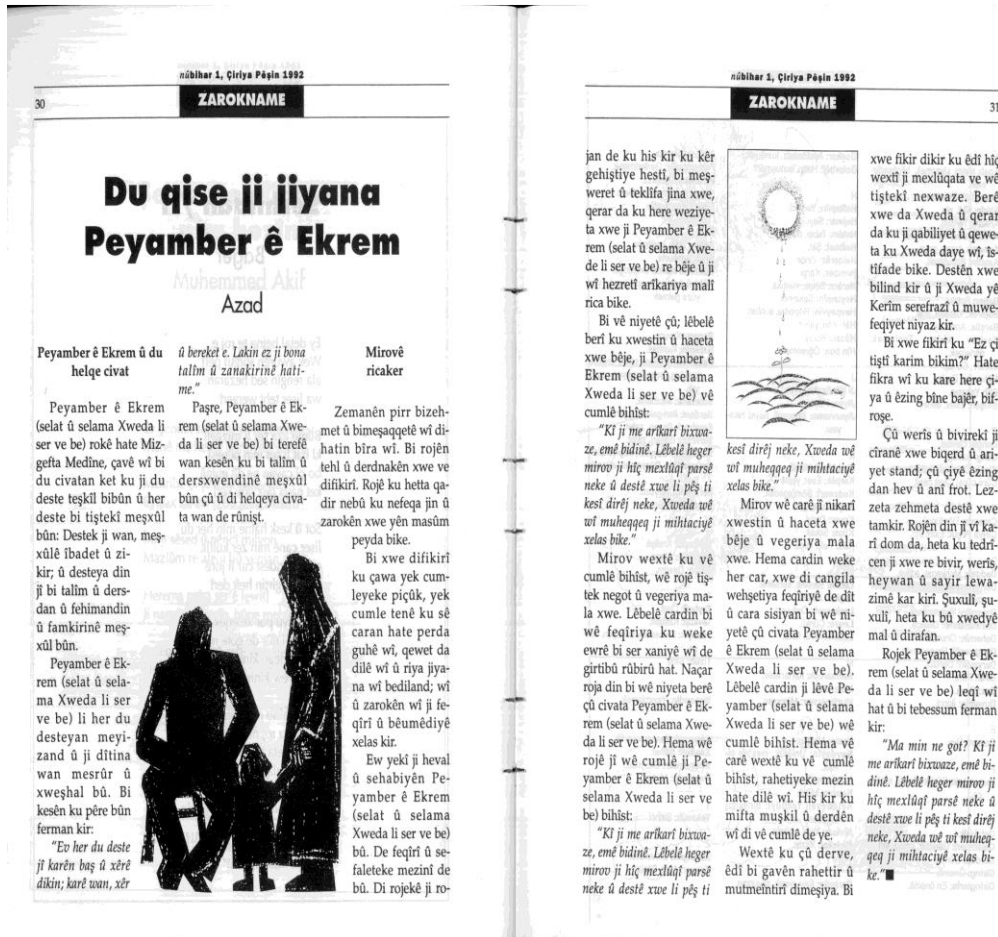 nûbihar 1, Çiriya Pêşin 1992
30
ZAROKNAME
Du qise ji jiyana
Peyamber ê Ekrem
Azad
Peyamber ê Ekrem û du
helqe civat
Peyamber ê Ekrem
(selat û selama Xweda li
ser ve be) rokê hate Miz-
gefta Medîne, çavê wî bi
du civatan ket ku ji du
deste teşkîl bibûn û her
deste bi tiştekî meşxûl
bûn: Destek ji wan, meş-
xûlê îbadet û zi-
kir; û desteya din
jî bi talîm û ders-
dan û fehimandin
û famkirinê meş-
xûl bûn.
Peyamber ê Ek-
rem (selat û sela-
ma Xweda li ser
ve be) li her du
desteyan meyi-
zand û ji dîtina
wan mesrûr û
xweşhal bû. Bi
kesên ku pêre bûn
ferman kir:
"Ev her du deste
jî karên baş û xêrê
dikin; karê wan, xêr
û bereket e. Lakin ez ji bona
talîm û zanakirinê hati-
me."
Paşre, Peyamber ê Ek-
rem (selat û selama Xwe-
da li ser ve be) bi terefê
wan kesên ku bi talîm û
dersxwendinê meşxûl
bûn çû û di helqeya civa-
ta wan de rûnişt.
Mirovê
ricaker
Zemanên pirr bizeh-
met û bimeşaqqetê wî di-
hatin bîra wî. Bi rojên
tehl û derdnakên xwe ve
difikirî. Rojê ku hetta qa-
dir nebû ku nefeqa jin û
zarokên xwe yên masûm
peyda bike.
Bi xwe difikirî
ku çawa yek cum-
leyeke piçûk, yek
cumle tenê ku sê
caran hate perda
guhê wî, qewet da
dilê wî û riya jiya-
na wî bediland; wî
û zarokên wî ji fe-
qîrî û bêumêdiyê
xelas kir.
Ew yekî ji heval
û sehabiyên Pe-
yamber ê Ekrem
(selat û selama
Xweda li ser ve be)
bû. De feqîrî û se-
faleteke mezinî de
bû. Di rojekê ji ro-
nûbihar 1, Çiriya Pêşin 1992
ZAROKNAME
31
jan de ku his kir ku kêr
gehiştiye hestî, bi meş-
weret û teklîfa jina xwe,
qerar da ku here weziye-
ta xwe ji Peyamber ê Ek-
rem (selat û selama Xwe-
de li ser ve be) re bêje û ji
wî hezretî arîkariya malî
rica bike.
Bi vê niyetê çû; lêbelê
berî ku xwestin û haceta
xwe bêje, ji Peyamber ê
Ekrem (selat û selama
Xweda li ser ve be) vê
cumlê bihîst:
"Kî ji me arîkarî bixwa-
ze, emê bidinê. Lêbelê heger
mirov ji hîç mexlûqî parsê
neke û destê xwe li pêş ti
kesî dirêj neke, Xweda wê
wî muheqqeq ji mihtaciyê
xelas bike."
Mirov wextê ku vê
cumlê bihîst, wê rojê tiş-
tek negot û vegeriya ma-
la xwe. Lêbelê cardin bi
wê feqîriya ku weke
ewrê bi ser xaniyê wî de
girtibû rûbirû hat. Naçar
roja din bi wê niyeta berê
çû civata Peyamber ê Ek-
rem (selat û selama Xwe-
da li ser ve be). Hema wê
rojê jî wê cumlê ji Pe-
yamber ê Ekrem (selat û
selama Xweda li ser ve
be) bihîst:
"Kî ji me arîkarî bixwa-
ze, emê bidinê. Lêbelê heger
mirov ji hîç mexlûqî parsê
neke û destê xwe li pêş ti
kesî dirêj neke, Xweda wê
wî muheqqeq ji mihtaciyê
xelas bike."
Mirov wê carê jî nikarî
xwestin û haceta xwe
bêje û vegeriya mala
xwe. Hema cardin weke
her car, xwe di cangila
wehşetiya feqîriyê de dît
û cara sisiyan bi wê ni-
yetê çû civata Peyamber
ê Ekrem (selat û selama
Xweda li ser ve be).
Lêbelê cardin ji lêvê Pe-
yamber (selat û selama
Xweda li ser ve be) wê
cumlê bihîst. Hema vê
carê wextê ku vê cumlê
bihîst, rahetiyeke mezin
hate dilê wî. His kir ku
mifta muşkil û derdên
wî di vê cumlê de ye.
Wextê ku çû derve,
êdî bi gavên rahettir û
mutmeîntirî dimeşiya. Bi
xwe fikir dikir ku êdî hîç
wextî ji mexlûqata ve wê
tiştekî nexwaze. Berê
xwe da Xweda û qerar
da ku ji qabiliyet û qewe-
ta ku Xweda daye wî, îs-
tîfade bike. Destên xwe
bilind kir û ji Xweda yê
Kerîm serefrazî û muwe-
feqiyet niyaz kir.
Bi xwe fikirî ku "Ez çi
tiştî karim bikim?" Hate
fikra wî ku kare here çi-
ya û êzing bîne bajêr, bif-
roşe.
Çû werîs û bivirekî ji
cîranê xwe biqerd û ari-
yet stand; çû çiyê êzing
dan hev û anî frot. Lez-
zeta zehmeta destê xwe
tamkir. Rojên din jî vî ka-
rî dom da, heta ku tedrî-
cen ji xwe re bivir, werîs,
heywan û sayir lewa-
zimê kar kirî. Şuxulî, şu-
xulî, heta ku bû xwedyê
mal û dirafan.
Rojek Peyamber ê Ek-
rem (selat û selama Xwe-
da li ser ve be) leqî wî
hat û bi tebessum ferman
kir:
"Ma min ne got? Kî ji
me arîkarî bixwaze, emê bi-
dinê. Lêbelê heger mirov ji
hîç mexlûqî parsê neke û
destê xwe li pêş ti kesî dirêj
neke, Xweda wê wî muheq-
qeq ji mihtaciyê xelas bi-
ke."■